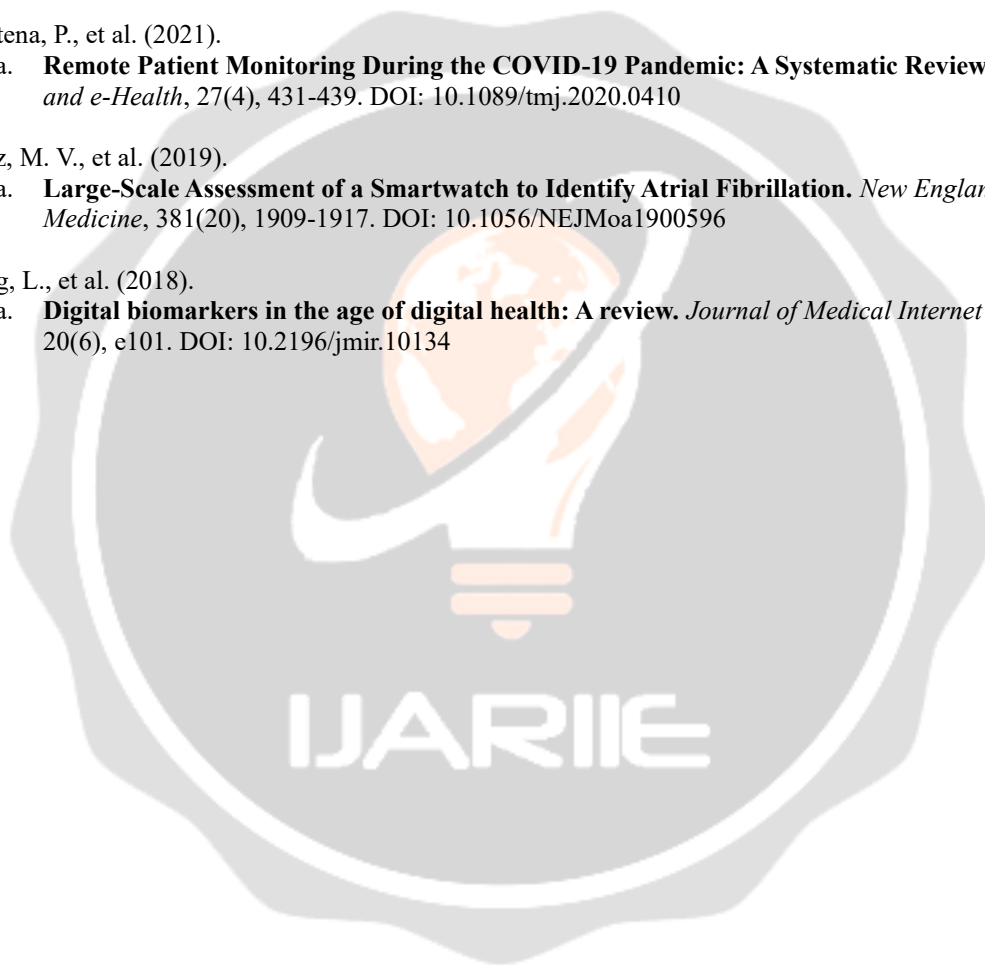 tena, P., et al. (2021).
a. Remote Patient Monitoring During the COVID-19 Pandemic: A Systematic Review
and e-Health, 27(4), 431-439. DOI: 10.1089/tmj.2020.0410
z, M. V., et al. (2019).
a. Large-Scale Assessment of a Smartwatch to Identify Atrial Fibrillation. New Englan
Medicine, 381(20), 1909-1917. DOI: 10.1056/NEJMoa1900596
g, L., et al. (2018).
a. Digital biomarkers in the age of digital health: A review. Journal of Medical Internet
20(6), e101. DOI: 10.2196/jmir.10134
IJARIIE